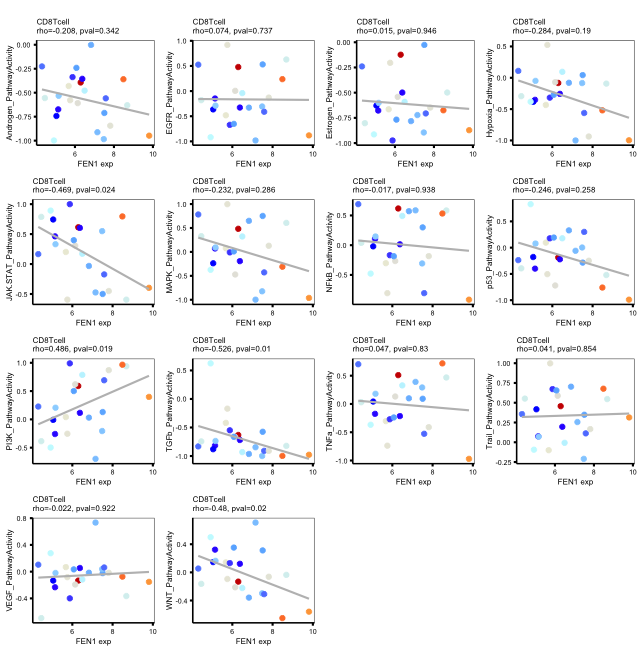 CD8Tcell
rho=-0.208, pval=0.342
Androgen_PathwayActivity
0.00
-0.25
-0.50
-0.75
-1.00
6 8 10
FEN1 exp
CD8Tcell
rho=0.074, pval=0.737
EGFR_PathwayActivity
1.0
0.5
0.0
-0.5
-1.0
6 8 10
FEN1 exp
CD8Tcell
rho=0.015, pval=0.946
Estrogen_PathwayActivity
0.00
-0.25
-0.50
-0.75
-1.00
6 8 10
FEN1 exp
CD8Tcell
rho=-0.284, pval=0.19
Hypoxia_PathwayActivity
0.5
0.0
-0.5
-1.0
6 8 10
FEN1 exp
CD8Tcell
rho=-0.469, pval=0.024
JAK.STAT_PathwayActivity
1.0
0.5
0.0
-0.5
6 8 10
FEN1 exp
CD8Tcell
rho=-0.232, pval=0.286
MAPK_PathwayActivity
1.0
0.5
0.0
-0.5
-1.0
6 8 10
FEN1 exp
CD8Tcell
rho=-0.017, pval=0.938
NFkB_PathwayActivity
0.5
0.0
-0.5
6 8 10
FEN1 exp
CD8Tcell
rho=-0.246, pval=0.258
p53_PathwayActivity
0.5
0.0
-0.5
-1.0
6 8 10
FEN1 exp
CD8Tcell
rho=0.486, pval=0.019
PI3K_PathwayActivity
1.0
0.5
0.0
-0.5
6 8 10
FEN1 exp
CD8Tcell
rho=-0.526, pval=0.01
TGFb_PathwayActivity
0.5
0.0
-0.5
-1.0
6 8 10
FEN1 exp
CD8Tcell
rho=0.047, pval=0.83
TNFa_PathwayActivity
0.5
0.0
-0.5
-1.0
6 8 10
FEN1 exp
CD8Tcell
rho=0.041, pval=0.854
Trail_PathwayActivity
1.00
0.75
0.50
0.25
0.00
-0.25
6 8 10
FEN1 exp
CD8Tcell
rho=-0.022, pval=0.922
VEGF_PathwayActivity
0.8
0.4
0.0
-0.4
6 8 10
FEN1 exp
CD8Tcell
rho=-0.48, pval=0.02
WNT_PathwayActivity
0.8
0.4
0.0
-0.4
6 8 10
FEN1 exp